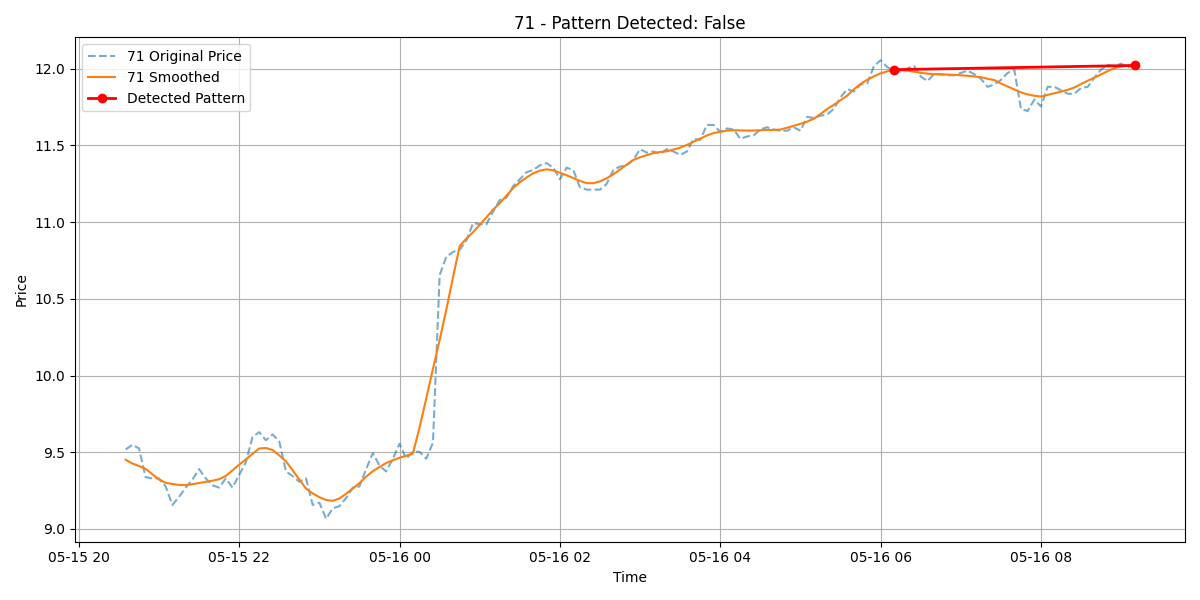 71 - Pattern Detected: False
71 Original Price
71 Smoothed
Detected Pattern
Price
12.0
11.5
11.0
10.5
10.0
9.5
9.0
05-15 20 05-15 22 05-16 00 05-16 02 05-16 04 05-16 06 05-16 08
Time